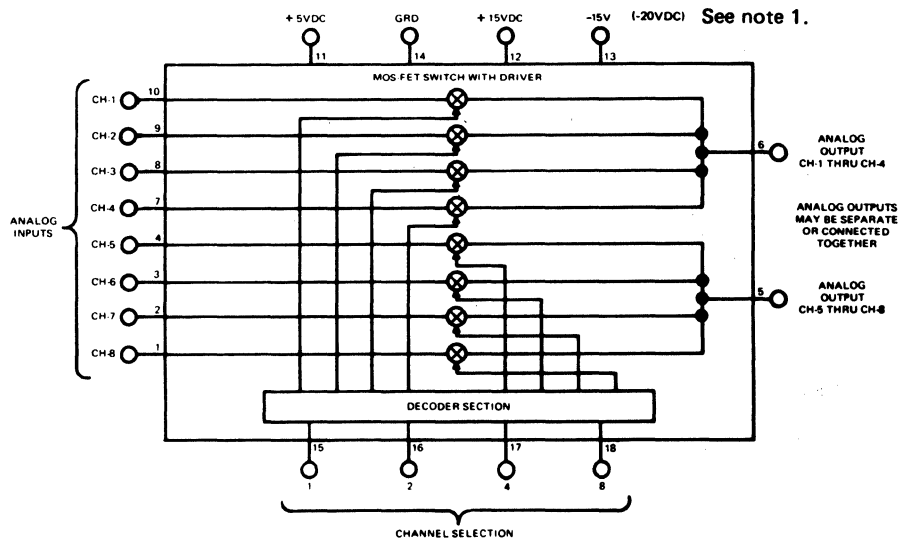 + 5VDC
GRD
+ 15VDC
-15V (-20VDC) See note 1.
11
14
12
13
MOS-FET SWITCH WITH DRIVER
CH-1 10
CH-2 9
CH-3 8
CH-4 7
CH-5 4
CH-6 3
CH-7 2
CH-8 1
ANALOG
INPUTS
6
ANALOG
OUTPUT
CH-1 THRU CH-4
ANALOG OUTPUTS
MAY BE SEPARATE
OR CONNECTED
TOGETHER
5
ANALOG
OUTPUT
CH-5 THRU CH-8
DECODER SECTION
15
16
17
18
1
2
4
8
CHANNEL SELECTION